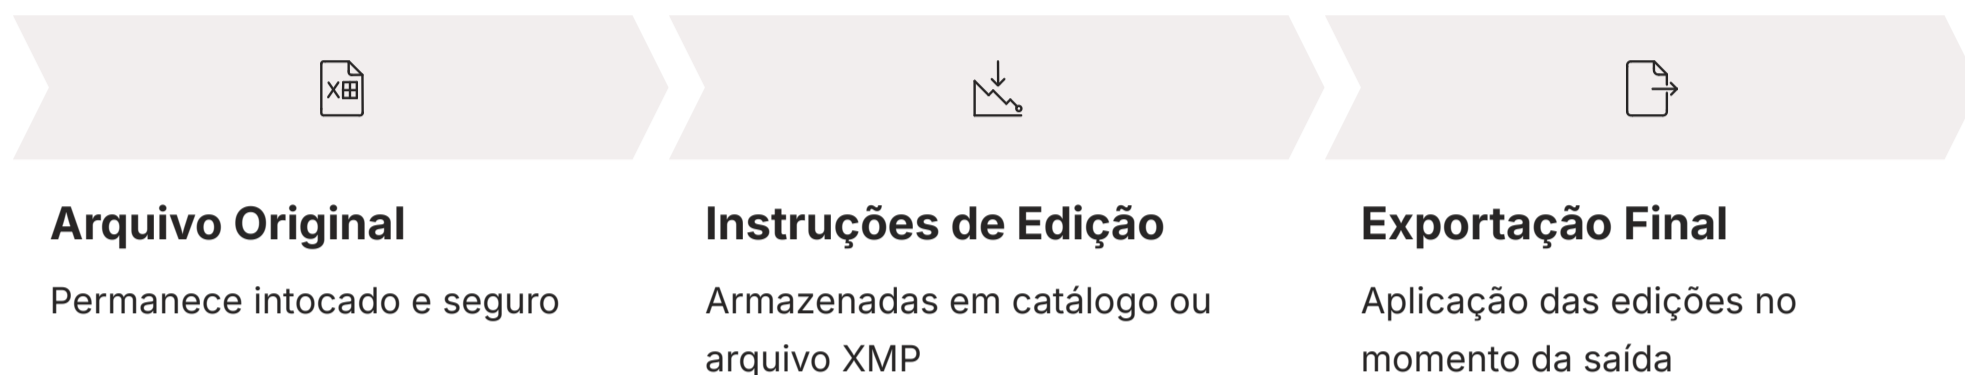 Arquivo Original
Permanece intocado e seguro
Instruções de Edição
Armazenadas em catálogo ou
arquivo XMP
Exportação Final
Aplicação das edições no
momento da saída